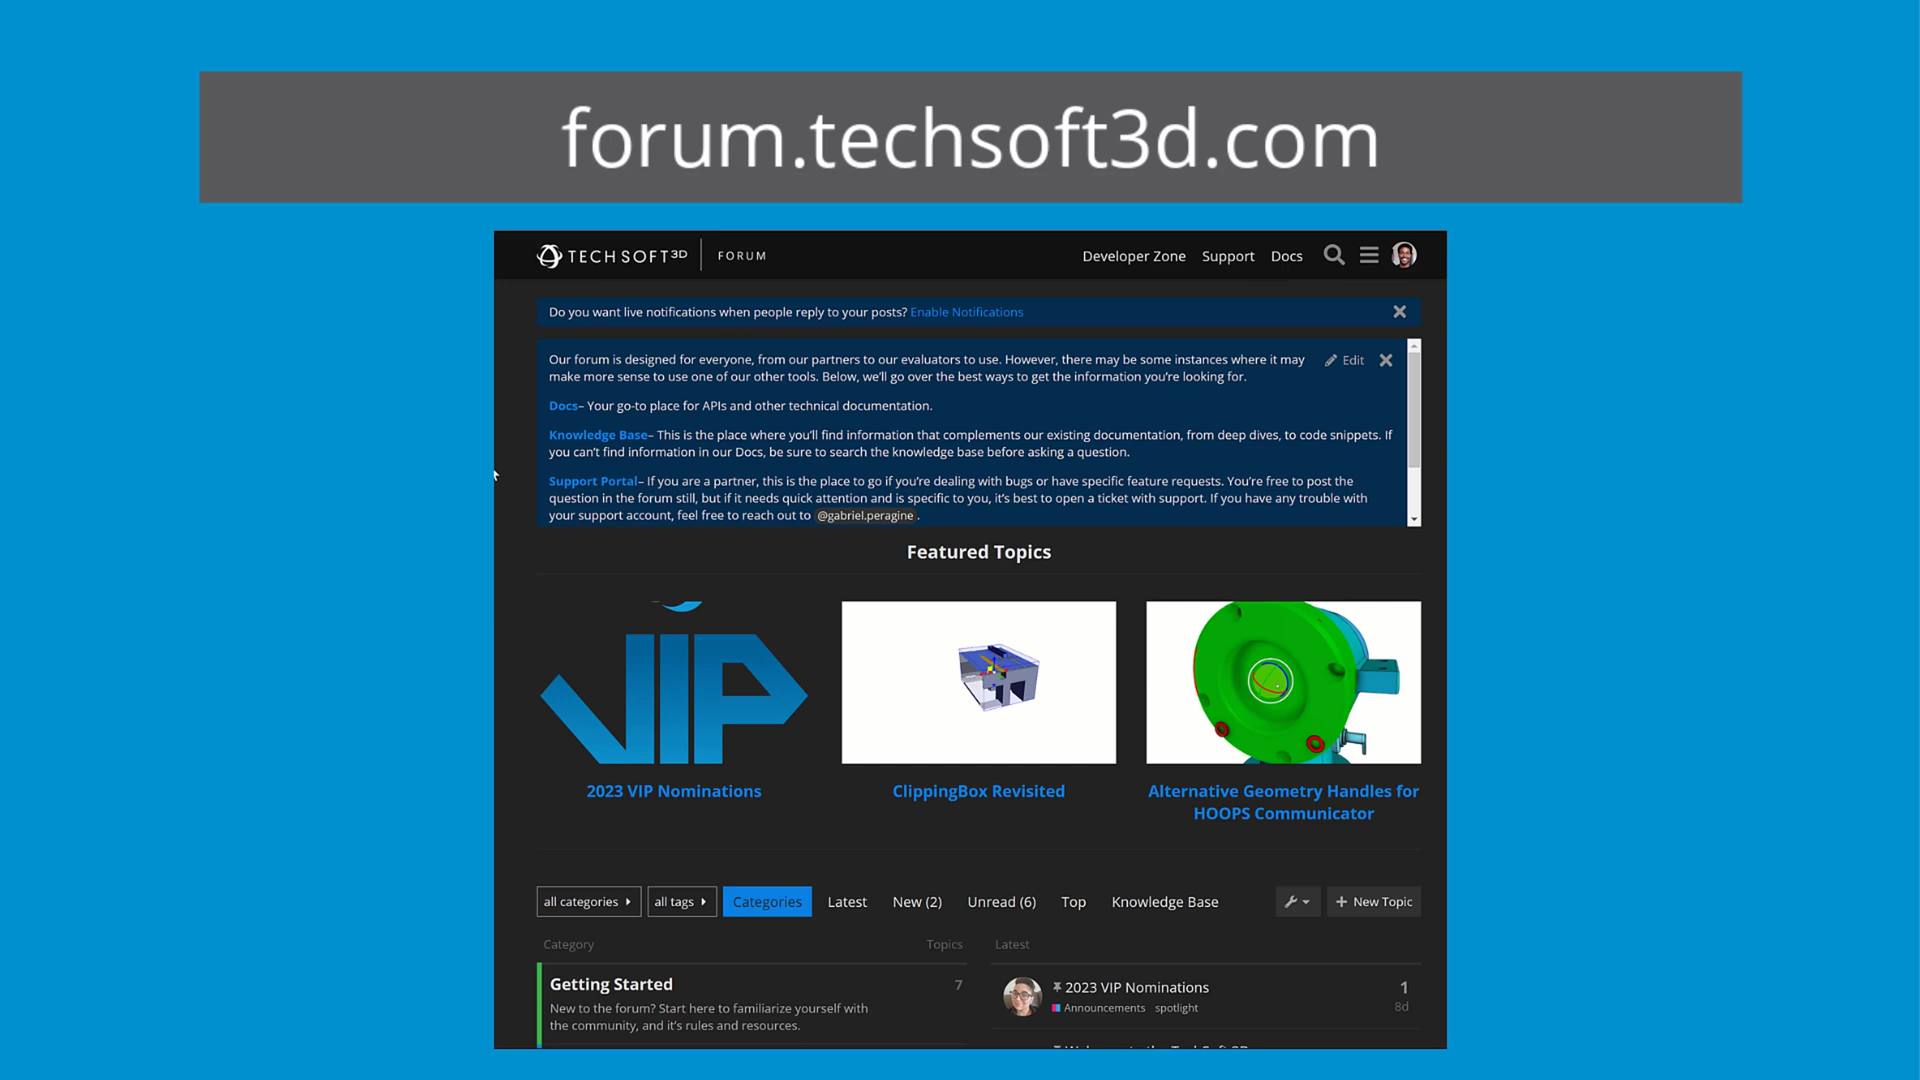 forum.techsoft3d.com
TECH SOFT 3D FORUM
Developer Zone Support Docs
Do you want live notifications when people reply to your posts? Enable Notifications
Our forum is designed for everyone, from our partners to our evaluators to use. However, there may be some instances where it may
make more sense to use one of our other tools. Below, we'll go over the best ways to get the information you're looking for.
Edit
Docs– Your go-to place for APIs and other technical documentation.
Knowledge Base– This is the place where you'll find information that complements our existing documentation, from deep dives, to code snippets. If
you can't find information in our Docs, be sure to search the knowledge base before asking a question.
Support Portal– If you are a partner, this is the place to go if you're dealing with bugs or have specific feature requests. You're free to post the
question in the forum still, but if it needs quick attention and is specific to you, it's best to open a ticket with support. If you have any trouble with
your support account, feel free to reach out to @gabriel.peragine .
Featured Topics
VIP
2023 VIP Nominations
ClippingBox Revisited
Alternative Geometry Handles for
HOOPS Communicator
all categories all tags Categories Latest New (2) Unread (6) Top Knowledge Base + New Topic
Category Topics Latest
Getting Started 7
New to the forum? Start here to familiarize yourself with
the community, and it's rules and resources.
2023 VIP Nominations 1
Announcements spotlight 8d